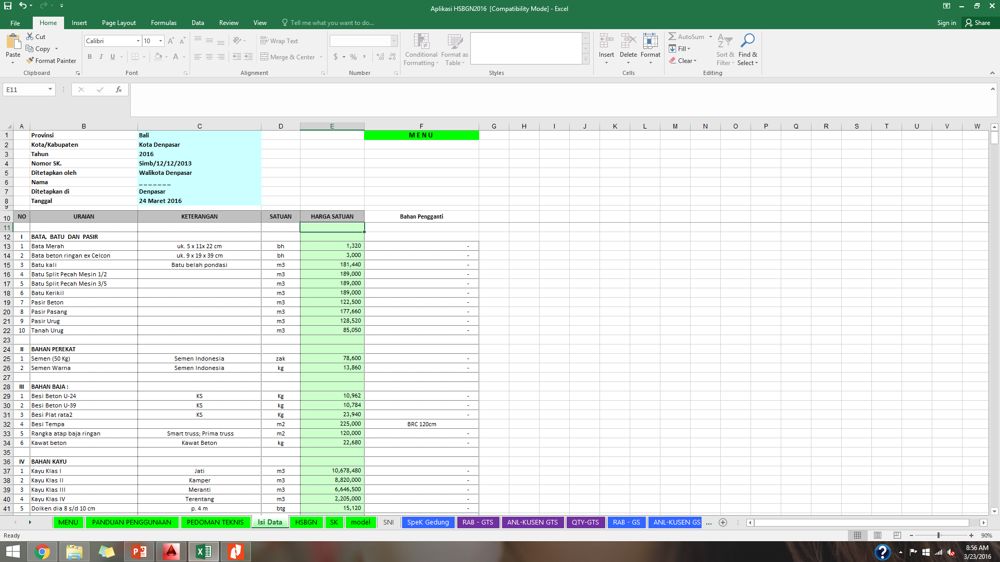 Aplikasi HSBGN2016 [Compatibility Mode] - Excel
File Home Insert Page Layout Formulas Data Review View Tell me what you want to do... Sign in Share
Paste Cut Copy Format Painter
Calibri 10
B I U A
Wrap Text
Merge & Center
$ %
Conditional Formatting
Format as Table
Insert Delete Format
AutoSum
Fill
Clear
Sort & Filter
Find & Select
Clipboard Font Alignment Number Styles Cells Editing
E11 fx
A B C D E F G H I J K L M N O P Q R S T U V W
1 Provinsi Bali M E N U
2 Kota/Kabupaten Kota Denpasar
3 Tahun 2016
4 Nomor SK. Simb/12/12/2013
5 Ditetapkan oleh Walikota Denpasar
6 Nama _ _ _ _ _ _ _
7 Ditetapkan di Denpasar
8 Tanggal 24 Maret 2016
9
10 NO URAIAN KETERANGAN SATUAN HARGA SATUAN Bahan Pengganti
11
12 I BATA, BATU DAN PASIR
13 1 Bata Merah uk. 5 x 11x 22 cm bh 1,320 -
14 2 Bata beton ringan ex Celcon uk. 9 x 19 x 39 cm bh 3,000 -
15 3 Batu kali Batu belah pondasi m3 181,440 -
16 4 Batu Split Pecah Mesin 1/2 m3 189,000 -
17 5 Batu Split Pecah Mesin 3/5 m3 189,000 -
18 6 Batu Kerikil m3 189,000 -
19 7 Pasir Beton m3 122,500 -
20 8 Pasir Pasang m3 177,660 -
21 9 Pasir Urug m3 128,520 -
22 10 Tanah Urug m3 85,050 -
23
24 II BAHAN PEREKAT
25 1 Semen (50 Kg) Semen Indonesia zak 78,600 -
26 2 Semen Warna Semen Indonesia kg 13,860 -
27
28 III BAHAN BAJA :
29 1 Besi Beton U-24 KS Kg 10,962 -
30 2 Besi Beton U-39 KS kg 10,784 -
31 3 Besi Plat rata2 KS Kg 23,940 -
32 4 Besi Tempa m2 225,000 BRC 120cm
33 5 Rangka atap baja ringan Smart truss; Prima truss m2 120,000 -
34 6 Kawat beton Kawat Beton kg 22,680 -
35
36 IV BAHAN KAYU
37 1 Kayu Klas I Jati m3 10,678,480 -
38 2 Kayu Klas II Kamper m3 8,820,000 -
39 3 Kayu Klas III Meranti m3 6,646,500 -
40 4 Kayu Klas IV Terentang m3 2,205,000 -
41 5 Dolken dia 8 s/d 10 cm p. 4 m btg 15,120 -
MENU PANDUAN PENGGUNAAN PEDOMAN TEKNIS Isi Data HSBGN SK model SNI SpeK Gedung RAB - GTS ANL-KUSEN GTS QTY-GTS RAB - GS ANL-KUSEN GS ...
Ready 90%
8:56 AM
3/23/2016